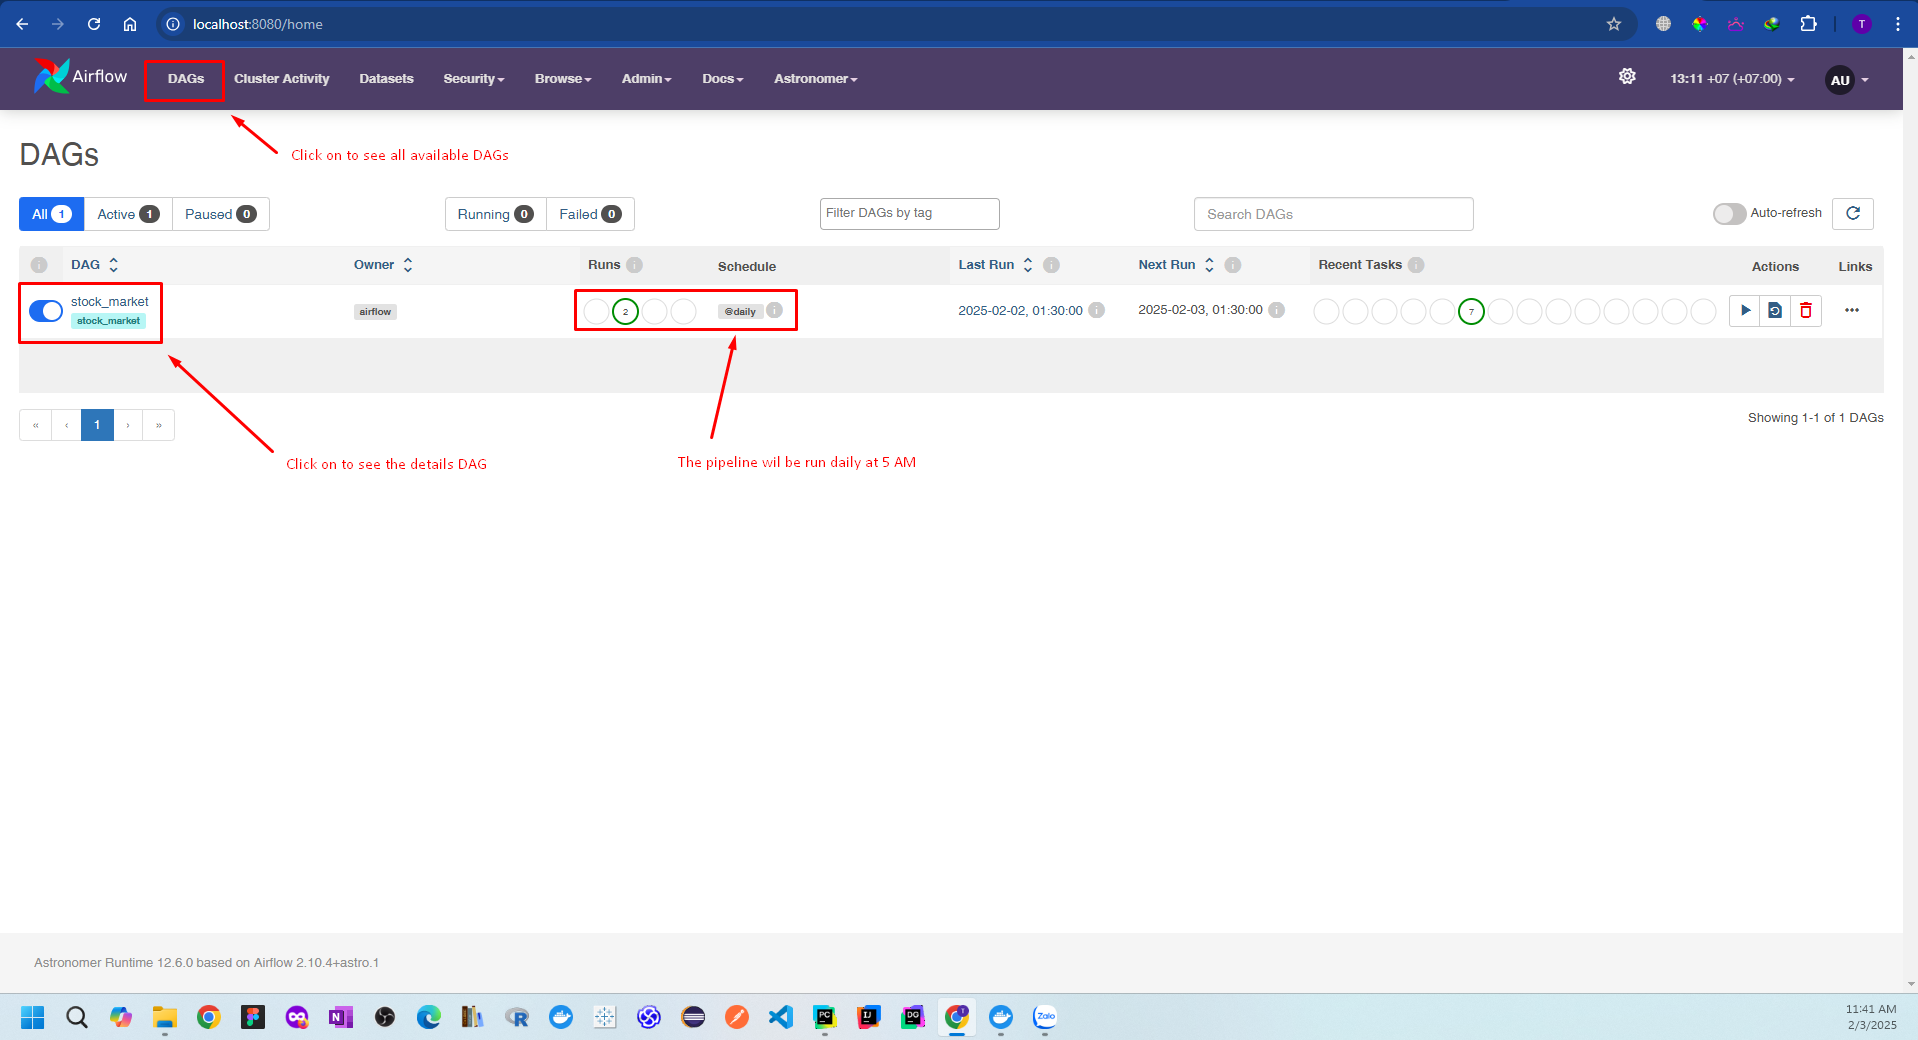 localhost:8080/home
T
Airflow
DAGs
Cluster Activity
Datasets
Security
Browse
Admin
Docs
Astronomer
13:11 +07 (+07:00)
AU
Click on to see all available DAGs
DAGs
All 1
Active 1
Paused 0
Running 0
Failed 0
Filter DAGs by tag
Search DAGs
Auto-refresh
DAG
Owner
Runs
Schedule
Last Run
Next Run
Recent Tasks
Actions
Links
stock_market
stock_market
airflow
2
@daily
2025-02-02, 01:30:00
2025-02-03, 01:30:00
7
« ‹ 1 › »
Showing 1-1 of 1 DAGs
Click on to see the details DAG
The pipeline wil be run daily at 5 AM
Astronomer Runtime 12.6.0 based on Airflow 2.10.4+astro.1
N
R
PC
IJ
DG
T
Zalo
11:41 AM
2/3/2025